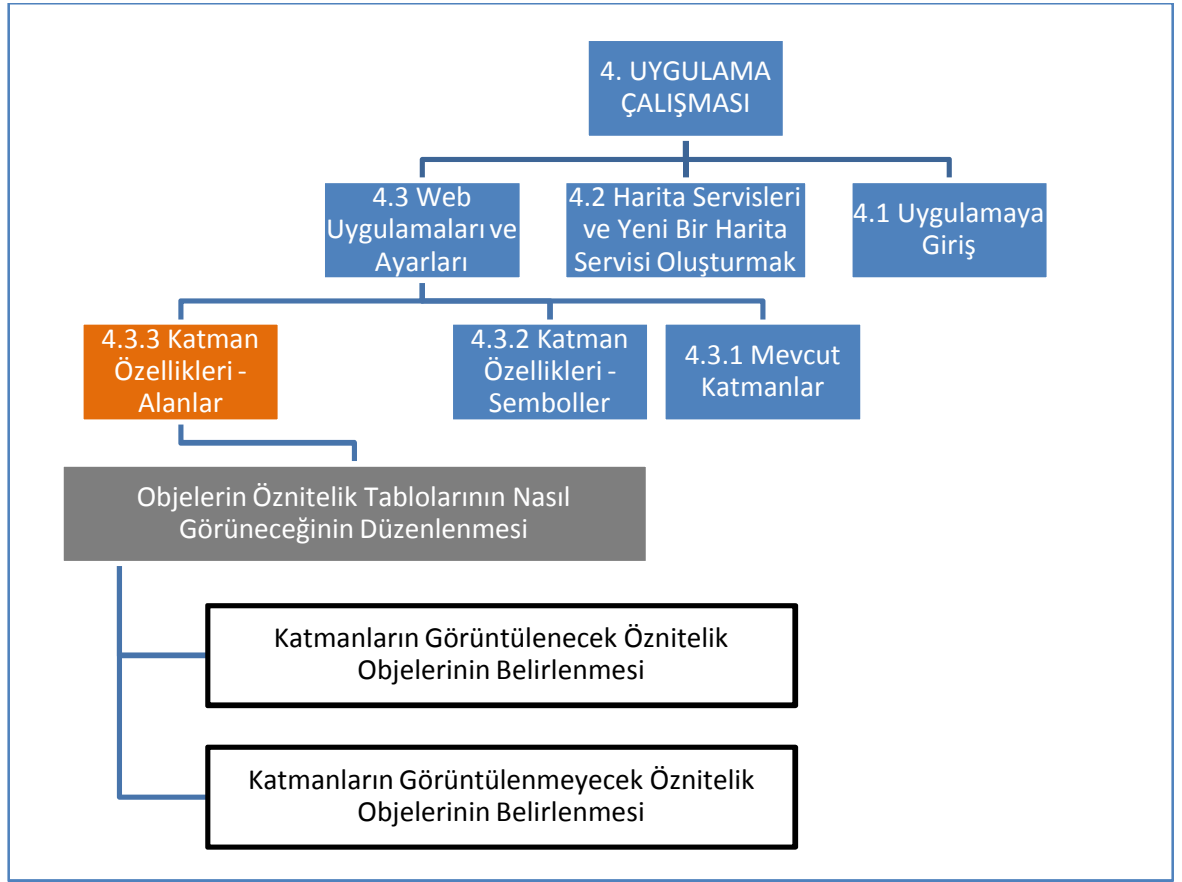 4. UYGULAMA
ÇALIŞMASI
4.3 Web
Uygulamaları ve
Ayarları
4.2 Harita Servisleri
ve Yeni Bir Harita
Servisi Oluşturmak
4.1 Uygulamaya
Giriş
4.3.3 Katman
Özellikleri -
Alanlar
4.3.2 Katman
Özellikleri -
Semboller
4.3.1 Mevcut
Katmanlar
Objelerin Öznitelik Tablolarının Nasıl
Görüneceğinin Düzenlenmesi
Katmanların Görüntülenecek Öznitelik
Objelerinin Belirlenmesi
Katmanların Görüntülenmeyecek Öznitelik
Objelerinin Belirlenmesi